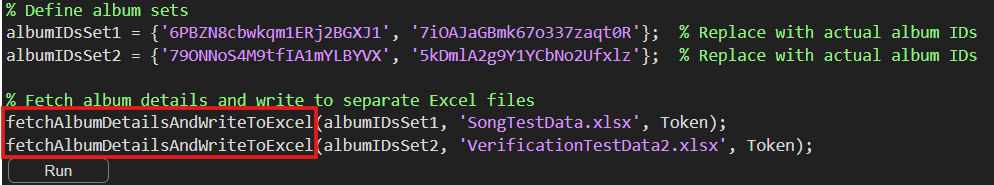 % Define album sets
albumIDsSet1 = {'6PBZN8cbwkqm1ERj2BGXJ1', '7iOAJaGBmk67o337zaqt0R'};  % Replace with actual album IDs
albumIDsSet2 = {'79ONNoS4M9tfIA1mYLBYVX', '5kDmlA2g9Y1YCbNo2Ufxlz'};  % Replace with actual album IDs
% Fetch album details and write to separate Excel files
fetchAlbumDetailsAndWriteToExcel(albumIDsSet1, 'SongTestData.xlsx', Token);
fetchAlbumDetailsAndWriteToExcel(albumIDsSet2, 'VerificationTestData2.xlsx', Token);
Run